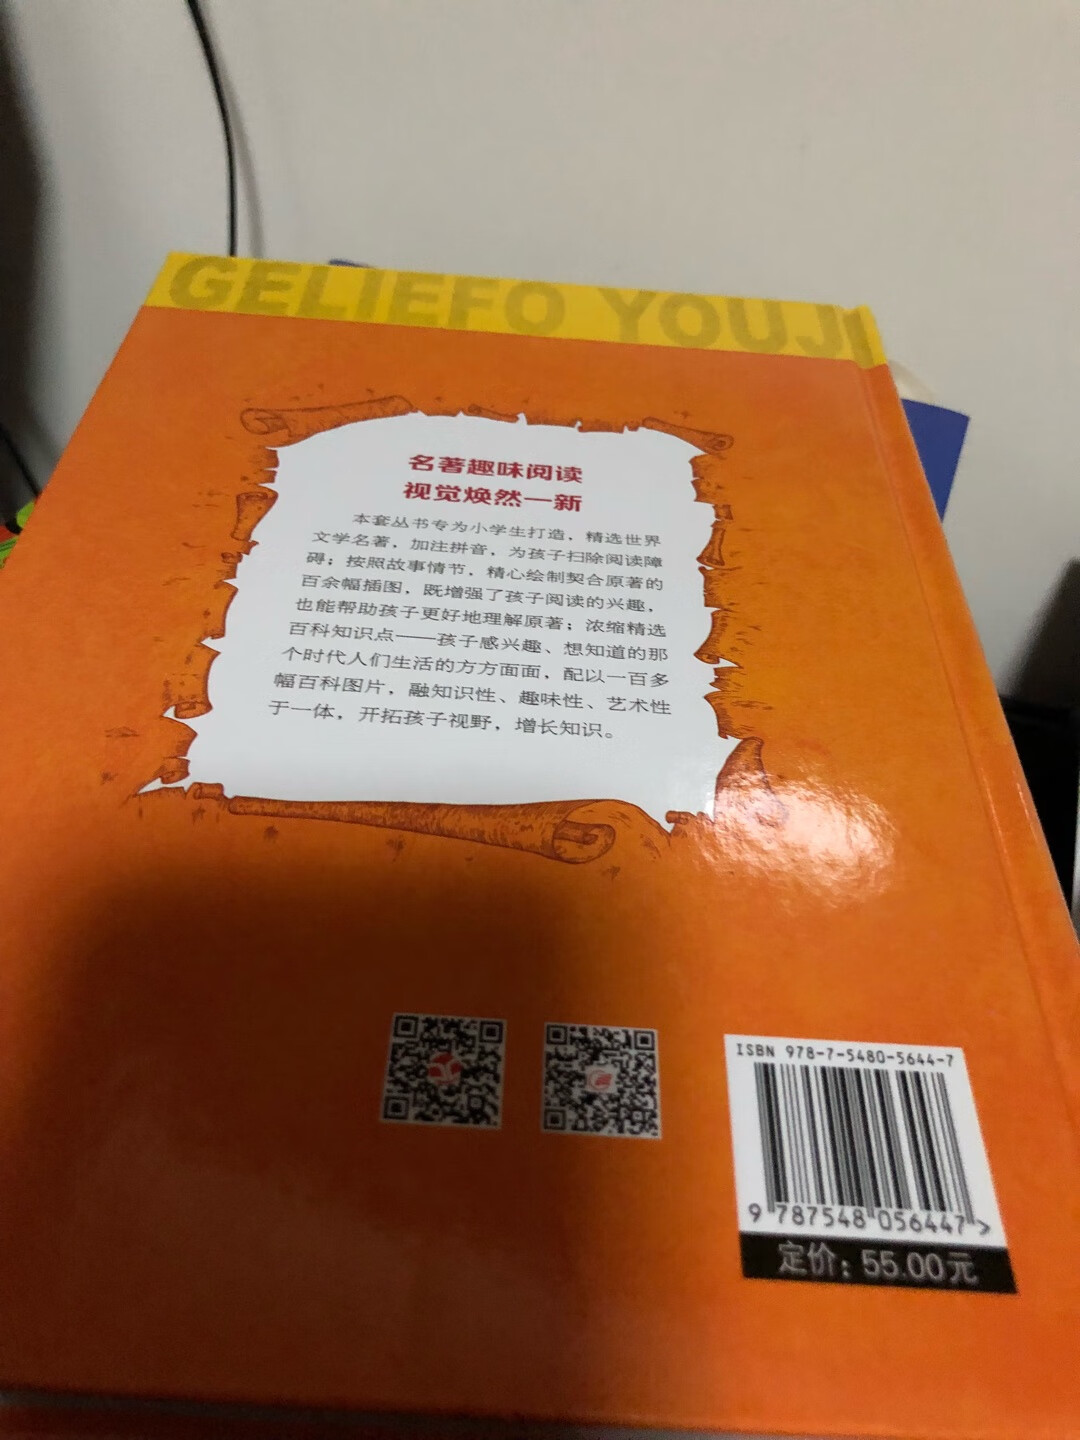 GELIEFO YOUJI
名著趣味阅读
视觉焕然一新
本套丛书专为小学生打造，精选世界
文学名著，加注拼音，为孩子扫除阅读障
碍；按照故事情节，精心绘制契合原著的
百余幅插图，既增强了孩子阅读的兴趣，
也能帮助孩子更好地理解原著；浓缩精选
百科知识点——孩子感兴趣、想知道的那
个时代人们生活的方方面面，配以一百多
幅百科图片，融知识性、趣味性、艺术性
于一体，开拓孩子视野，增长知识。
ISBN 978-7-5480-5644-7
9 787548 056447 >
定价：55.00元